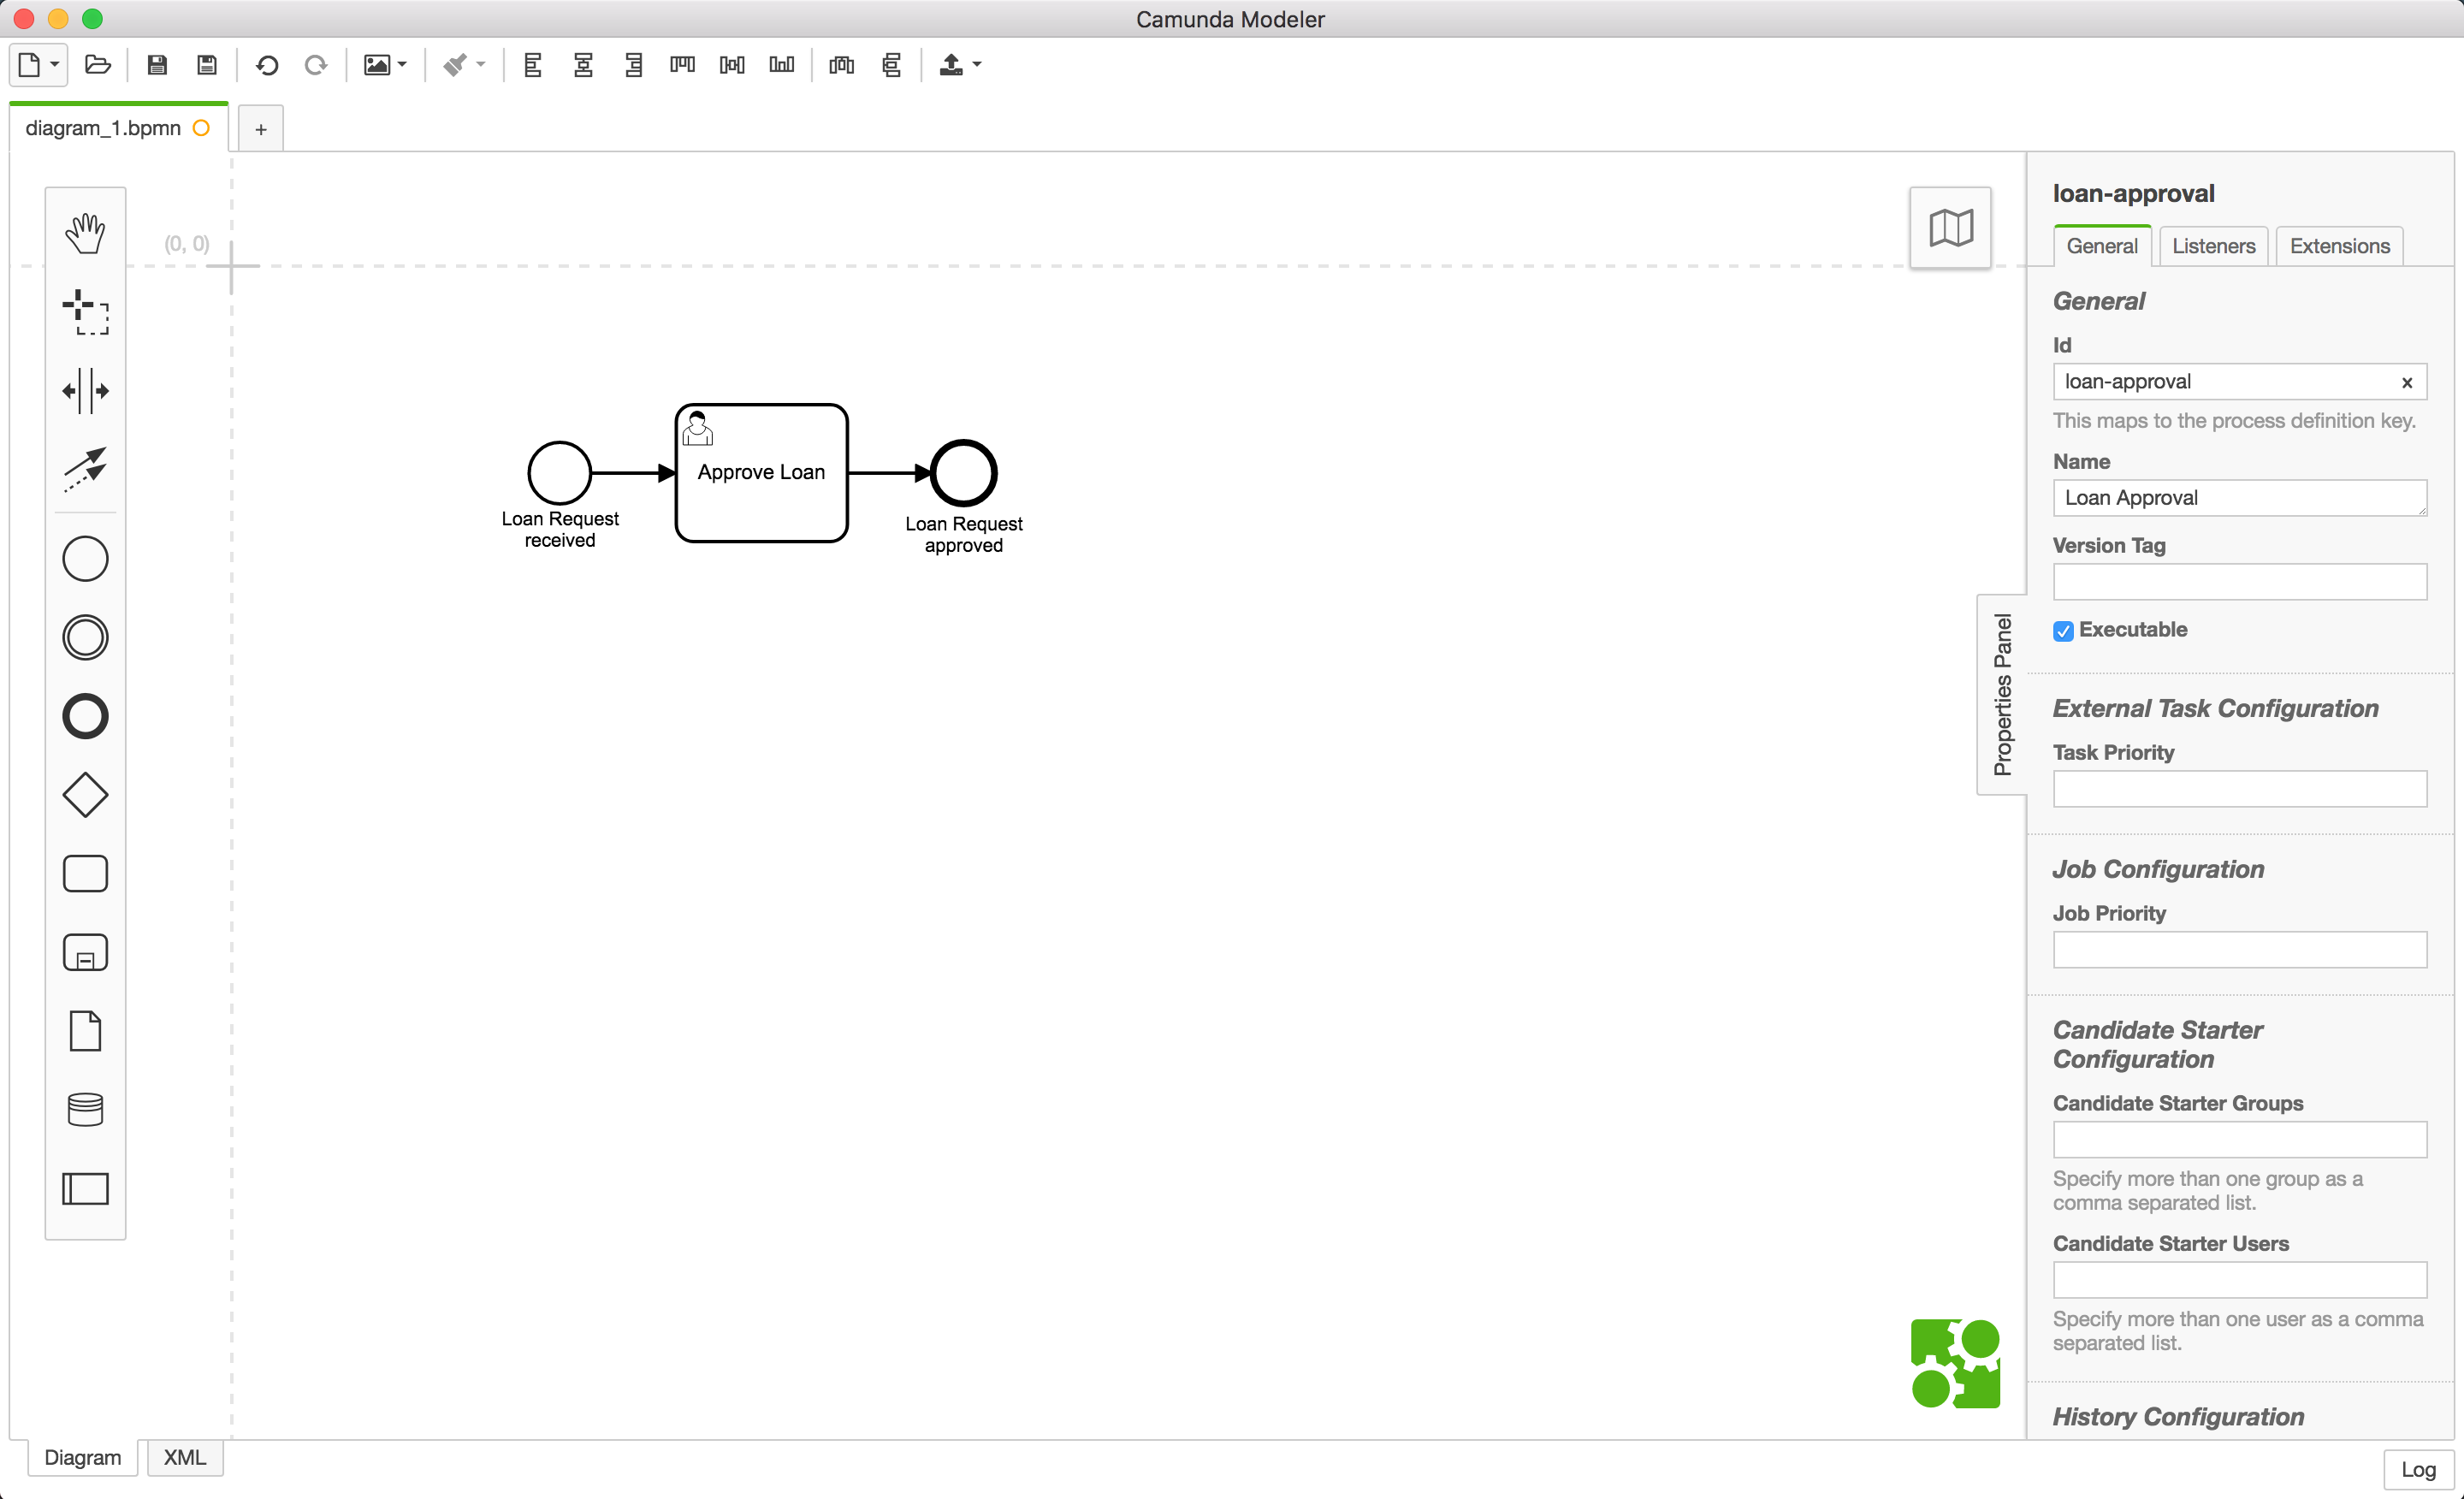 Camunda Modeler
diagram_1.bpmn
+
(0, 0)
Approve Loan
Loan Request
received
Loan Request
approved
Properties Panel
loan-approval
General
Listeners
Extensions
General
Id
loan-approval
This maps to the process definition key.
Name
Loan Approval
Version Tag
Executable
External Task Configuration
Task Priority
Job Configuration
Job Priority
Candidate Starter
Configuration
Candidate Starter Groups
Specify more than one group as a
comma separated list.
Candidate Starter Users
Specify more than one user as a comma
separated list.
History Configuration
Diagram
XML
Log